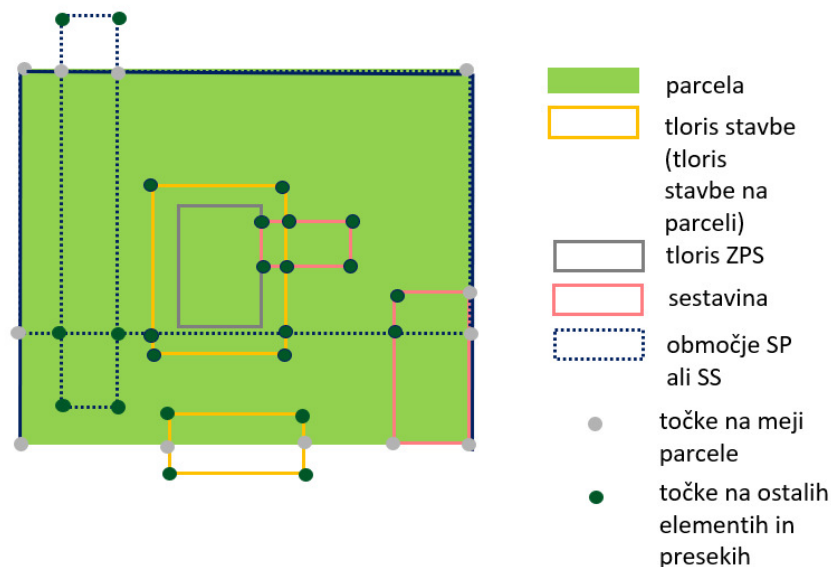 parcela
tloris stavbe
(tloris
stavbe na
parceli)
tloris ZPS
sestavina
območje SP
ali SS
točke na meji
parcele
točke na ostalih
elementih in
presekih